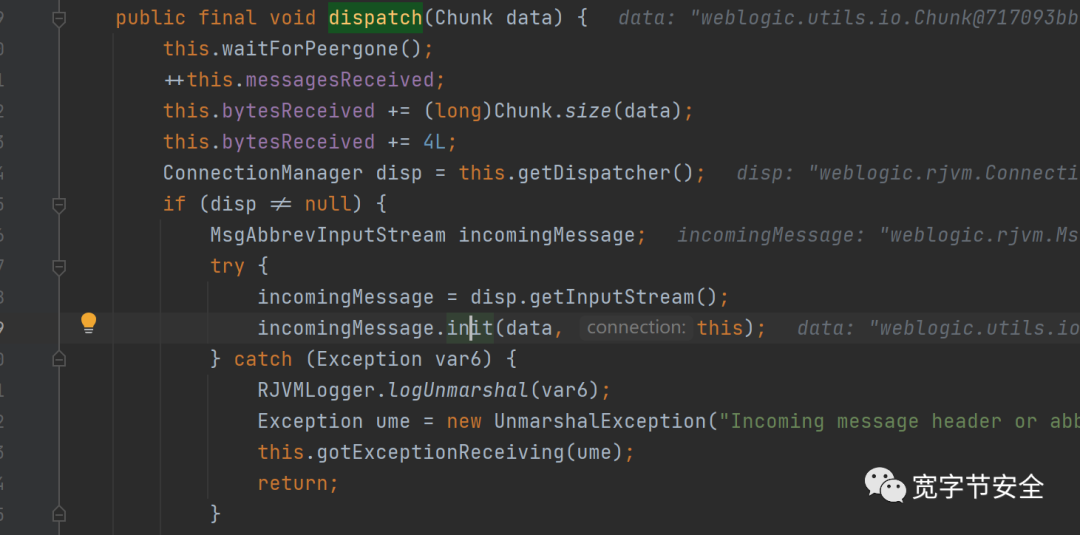 public final void dispatch(Chunk data) {   data: "weblogic.utils.io.Chunk@717093bb
this.waitForPeergone();
++this.messagesReceived;
this.bytesReceived += (long)Chunk.size(data);
this.bytesReceived += 4L;
ConnectionManager disp = this.getDispatcher();   disp: "weblogic.rjvm.Connecti
if (disp != null) {
MsgAbbrevInputStream incomingMessage;   incomingMessage: "weblogic.rjvm.Ms
try {
incomingMessage = disp.getInputStream();
incomingMessage.init(data, connection: this);   data: "weblogic.utils.io
} catch (Exception var6) {
RJVMLogger.logUnmarshal(var6);
Exception ume = new UnmarshalException("Incoming message header or abb
this.gotExceptionReceiving(ume);
return;
}
宽字节安全